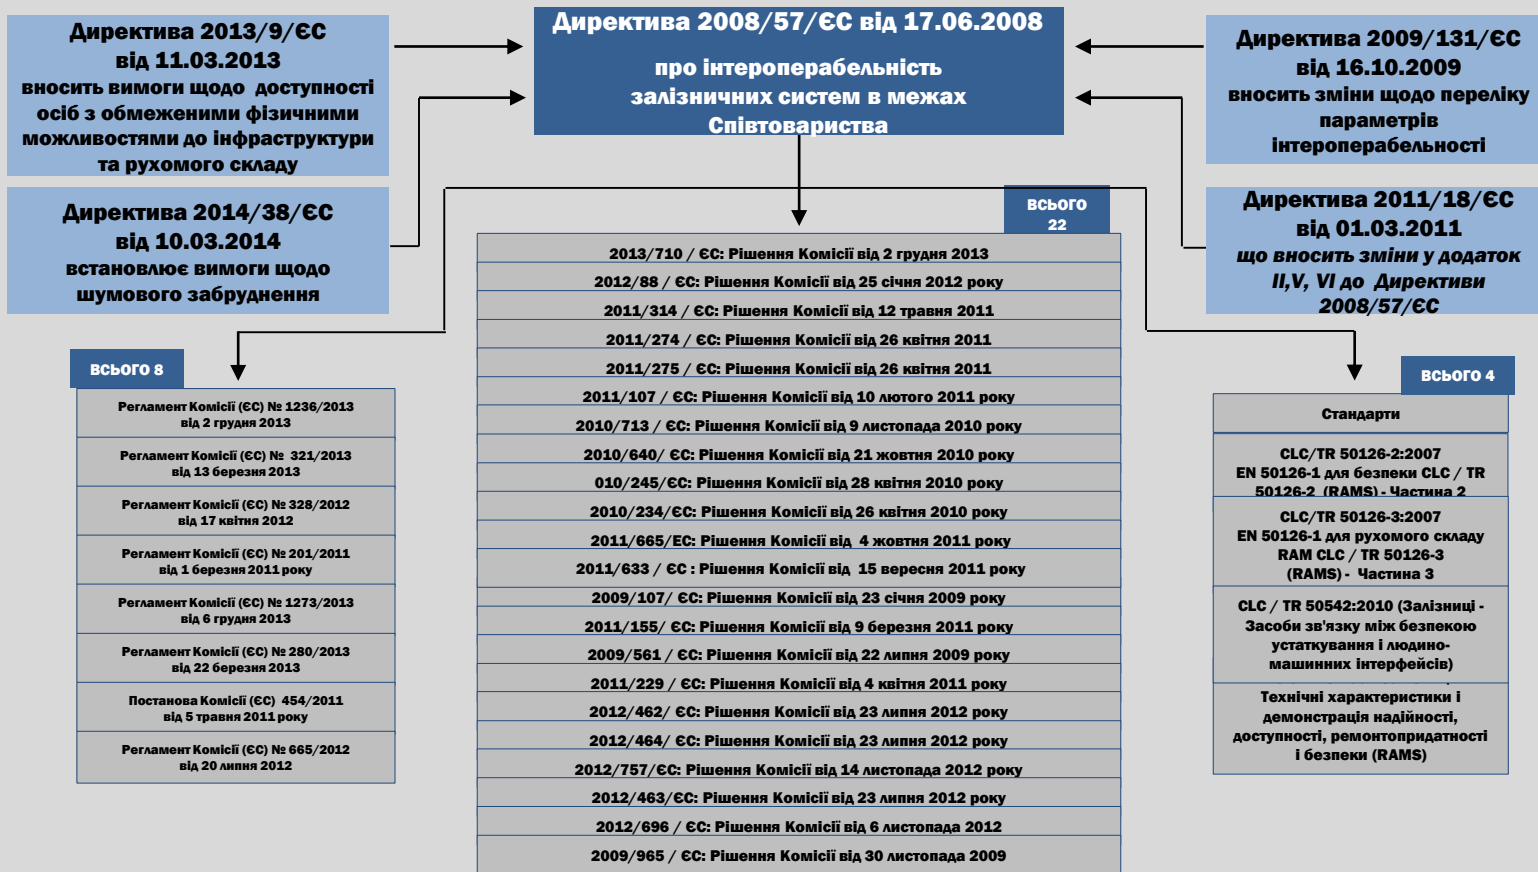 Директива 2013/9/ЄС
від 11.03.2013
вносить вимоги щодо доступності
осіб з обмеженими фізичними
можливостями до інфраструктури
та рухомого складу
Директива 2008/57/ЄС від 17.06.2008
про інтероперабельність
залізничних систем в межах
Співтовариства
Директива 2009/131/ЄС
від 16.10.2009
вносить зміни щодо переліку
параметрів
інтероперабельності
Директива 2014/38/ЄС
від 10.03.2014
встановлює вимоги щодо
шумового забруднення
Директива 2011/18/ЄС
від 01.03.2011
що вносить зміни у додаток
II,V, VI до Директиви
2008/57/ЄС
ВСЬОГО 8
Регламент Комісії (ЄС) № 1236/2013
від 2 грудня 2013
Регламент Комісії (ЄС) № 321/2013
від 13 березня 2013
Регламент Комісії (ЄС) № 328/2012
від 17 квітня 2012
Регламент Комісії (ЄС) № 201/2011
від 1 березня 2011 року
Регламент Комісії (ЄС) № 1273/2013
від 6 грудня 2013
Регламент Комісії (ЄС) № 280/2013
від 22 березня 2013
Постанова Комісії (ЄС) 454/2011
від 5 травня 2011 року
Регламент Комісії (ЄС) № 665/2012
від 20 липня 2012
ВСЬОГО
22
2013/710 / ЄС: Рішення Комісії від 2 грудня 2013
2012/88 / ЄС: Рішення Комісії від 25 січня 2012 року
2011/314 / ЄС: Рішення Комісії від 12 травня 2011
2011/274 / ЄС: Рішення Комісії від 26 квітня 2011
2011/275 / ЄС: Рішення Комісії від 26 квітня 2011
2011/107 / ЄС: Рішення Комісії від 10 лютого 2011 року
2010/713 / ЄС: Рішення Комісії від 9 листопада 2010 року
2010/640/ ЄС: Рішення Комісії від 21 жовтня 2010 року
010/245/ЄС: Рішення Комісії від 28 квітня 2010 року
2010/234/ ЄС: Рішення Комісії від 26 квітня 2010 року
2011/665/ЕС: Рішення Комісії від 4 жовтня 2011 року
2011/633 / ЄС : Рішення Комісії від 15 вересня 2011 року
2009/107/ ЄС: Рішення Комісії від 23 січня 2009 року
2011/155/ ЄС: Рішення Комісії від 9 березня 2011 року
2009/561 / ЄС: Рішення Комісії від 22 липня 2009 року
2011/229 / ЄС: Рішення Комісії від 4 квітня 2011 року
2012/462/ ЄС: Рішення Комісії від 23 липня 2012 року
2012/464/ ЄС: Рішення Комісії від 23 липня 2012 року
2012/757/ЄС: Рішення Комісії від 14 листопада 2012 року
2012/463/ЄС: Рішення Комісії від 23 липня 2012 року
2012/696 / ЄС: Рішення Комісії від 6 листопада 2012
2009/965 / ЄС: Рішення Комісії від 30 листопада 2009
ВСЬОГО 4
Стандарти
CLC/TR 50126-2:2007
EN 50126-1 для безпеки CLC / TR
50126-2 (RAMS) - Частина 2
CLC/TR 50126-3:2007
EN 50126-1 для рухомого складу
RAM CLC / TR 50126-3
(RAMS) - Частина 3
CLC / TR 50542:2010 (Залізниці -
Засоби зв'язку між безпекою
устаткування і людино-
машинних інтерфейсів)
Технічні характеристики і
демонстрація надійності,
доступності, ремонтопридатності
і безпеки (RAMS)